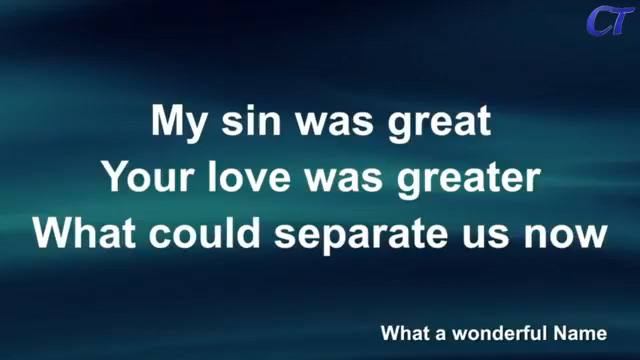 CT
My sin was great
Your love was greater
What could separate us now
What a wonderful Name